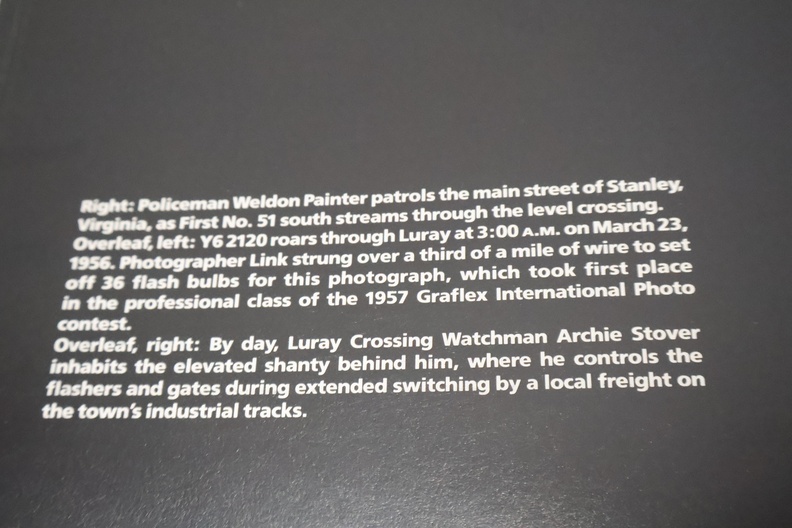 Right: Policeman Weldon Painter patrols the main street of Stanley,
Virginia, as First No. 51 south streams through the level crossing.
Overleaf, left: Y6 2120 roars through Luray at 3:00 A.M. on March 23,
1956. Photographer Link strung over a third of a mile of wire to set
off 36 flash bulbs for this photograph, which took first place
in the professional class of the 1957 Graflex International Photo
contest.
Overleaf, right: By day, Luray Crossing Watchman Archie Stover
inhabits the elevated shanty behind him, where he controls the
flashers and gates during extended switching by a local freight on
the town's industrial tracks.